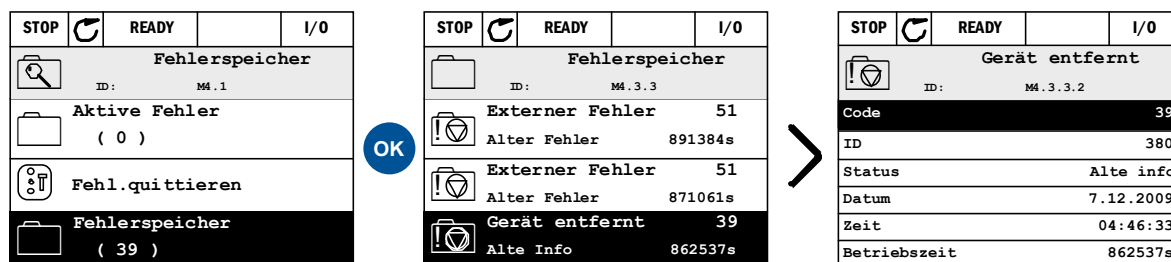 STOP READY I/O
Fehlerspeicher
ID: M4.1
Aktive Fehler
( 0 )
Fehl.quittieren
Fehlerspeicher
( 39 )
OK
STOP READY I/O
Fehlerspeicher
ID: M4.3.3
Externer Fehler 51
Alter Fehler 891384s
Externer Fehler 51
Alter Fehler 871061s
Gerät entfernt 39
Alte Info 862537s
STOP READY I/O
Gerät entfernt
ID: M4.3.3.2
Code 39
ID 380
Status Alte info
Datum 7.12.2009
Zeit 04:46:33
Betriebszeit 862537s